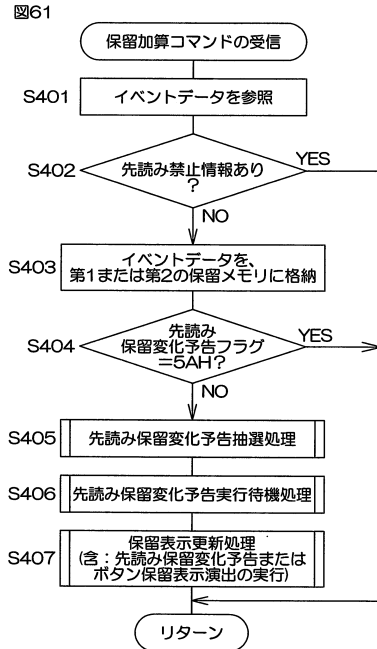 図61
保留加算コマンドの受信
S401
イベントデータを参照
S402
先読み禁止情報あり
?
YES
NO
S403
イベントデータを、
第1または第2の保留メモリに格納
S404
先読み
保留変化予告フラグ
=5AH?
YES
NO
S405
先読み保留変化予告抽選処理
S406
先読み保留変化予告実行待機処理
S407
保留表示更新処理
(含:先読み保留変化予告または
ボタン保留表示演出の実行)
リターン